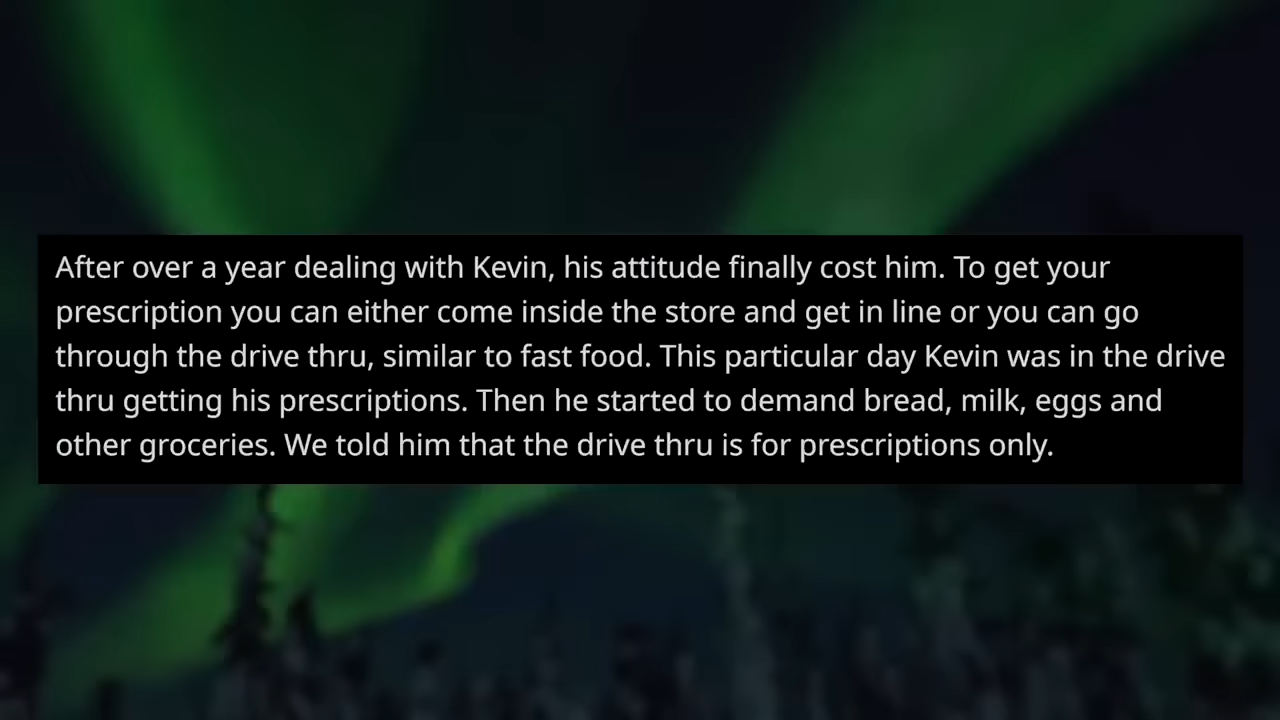 After over a year dealing with Kevin, his attitude finally cost him. To get your
prescription you can either come inside the store and get in line or you can go
through the drive thru, similar to fast food. This particular day Kevin was in the drive
thru getting his prescriptions. Then he started to demand bread, milk, eggs and
other groceries. We told him that the drive thru is for prescriptions only.